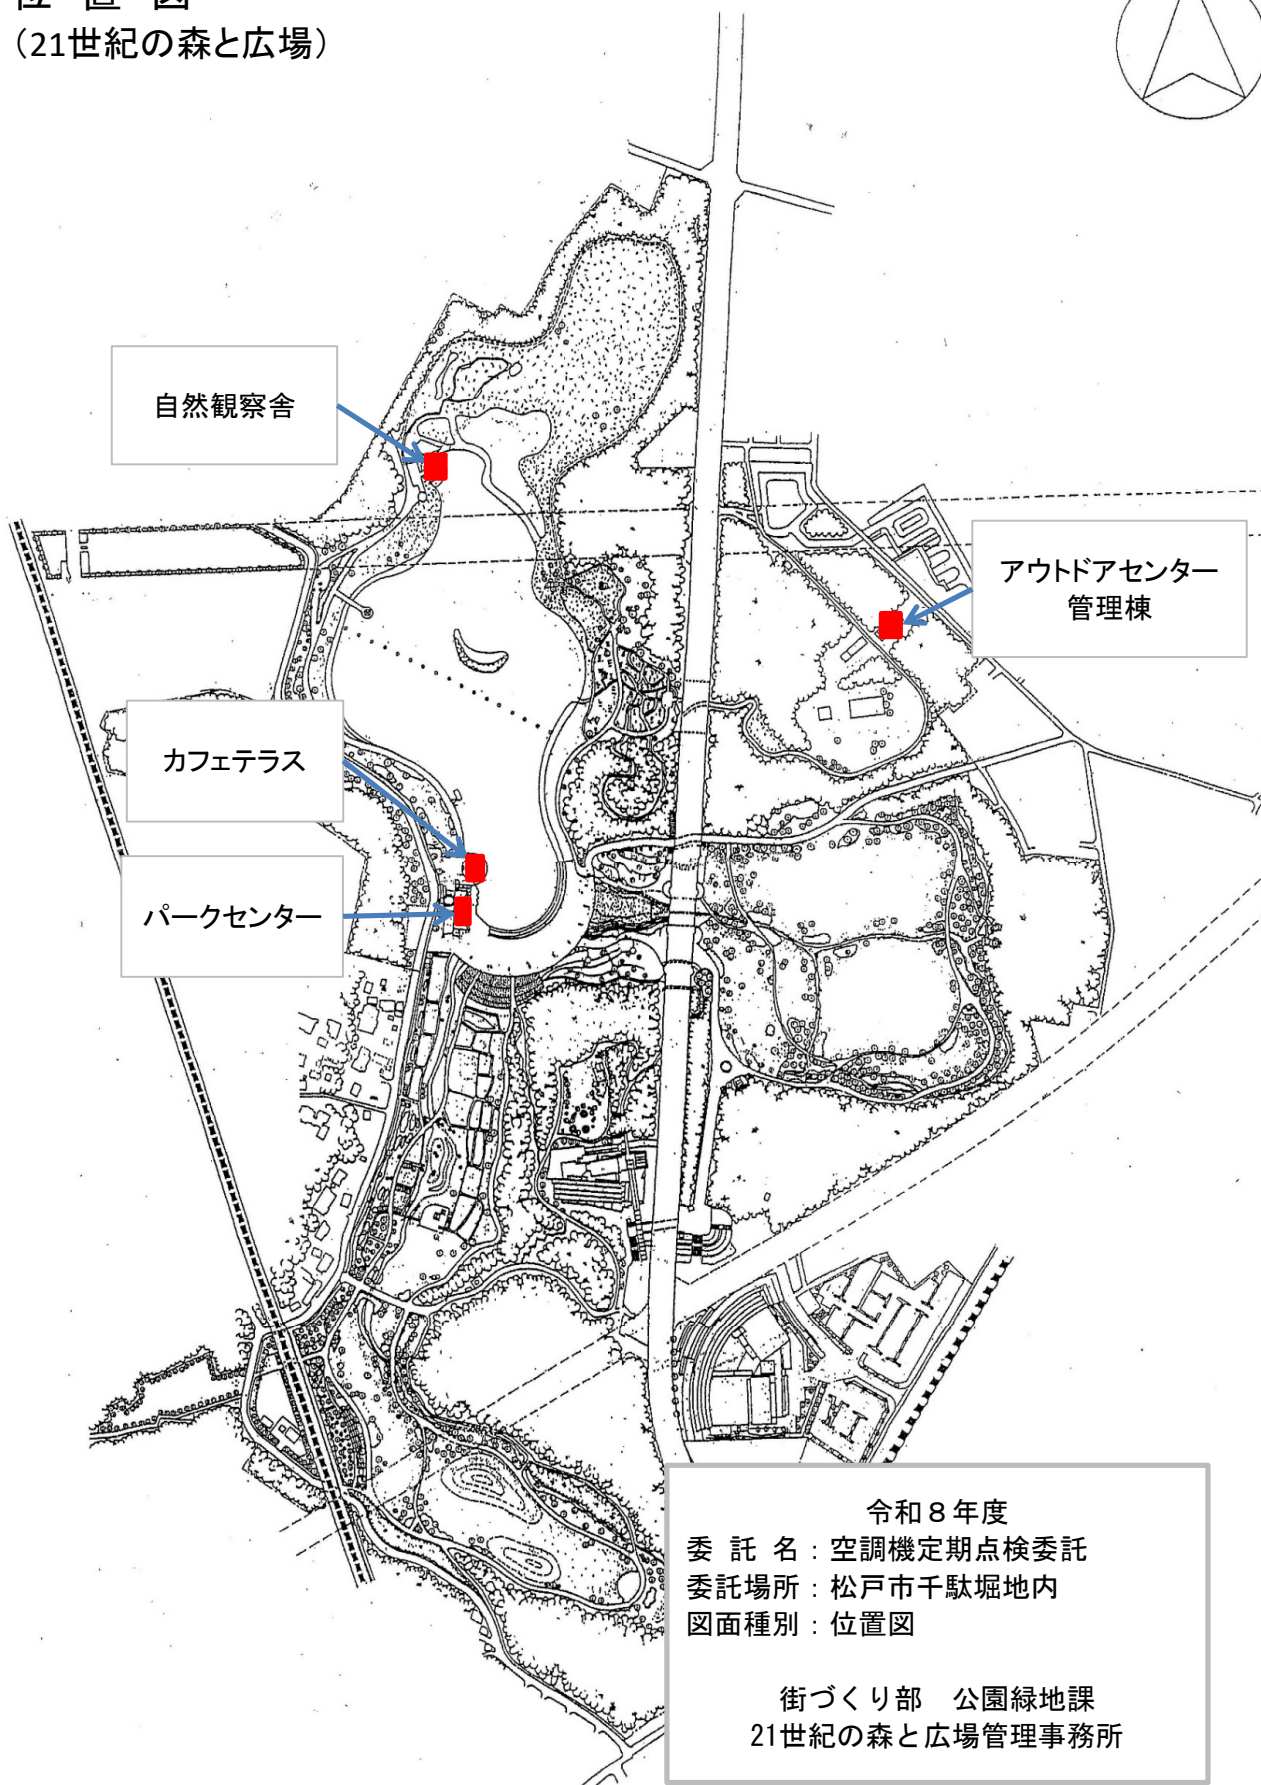 位 置 図
（21世紀の森と広場）
自然観察舎
アウトドアセンター
管理棟
カフェテラス
パークセンター
令和８年度
委 託 名：空調機定期点検委託
委託場所：松戸市千駄堀地内
図面種別：位置図
街づくり部　公園緑地課
21世紀の森と広場管理事務所